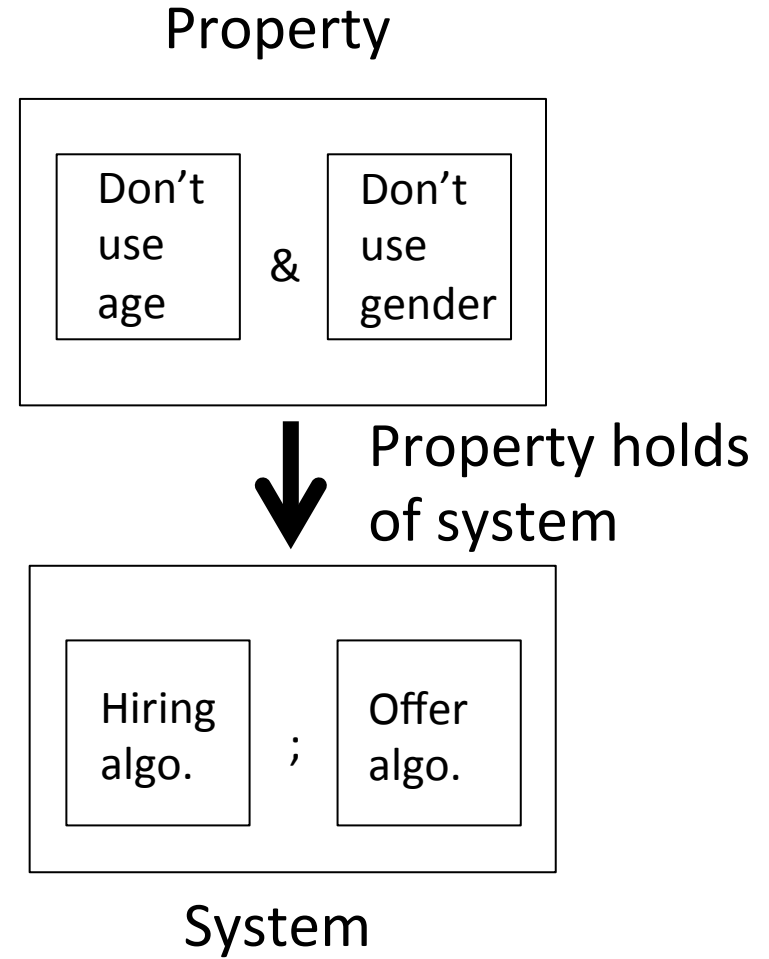 Property
Don’t
use
age
&
Don’t
use
gender
Property holds
of system
Hiring
algo.
;
Offer
algo.
System